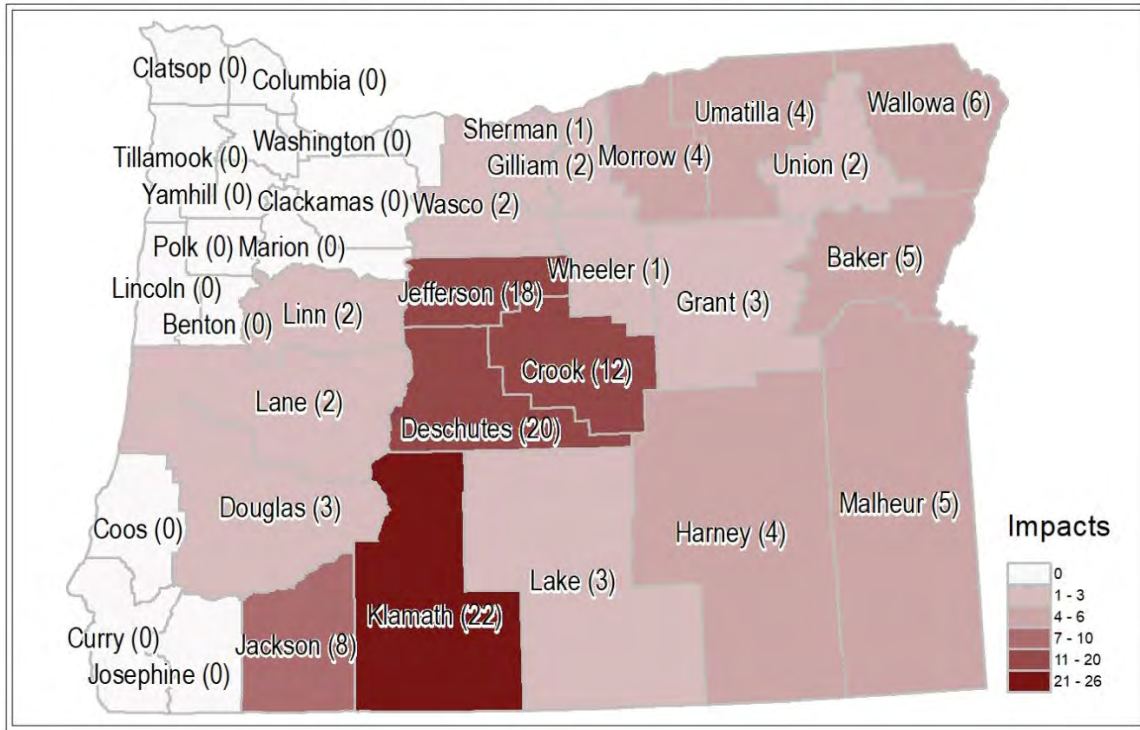 Clatsop (0)
Columbia (0)
Washington (0)
Tillamook (0)
Yamhill (0)
Clackamas (0)
Polk (0)
Marion (0)
Lincoln (0)
Benton (0)
Linn (2)
Lane (2)
Douglas (3)
Coos (0)
Curry (0)
Josephine (0)
Jackson (8)
Klamath (22)
Sherman (1)
Gilliam (2)
Wasco (2)
Morrow (4)
Umatilla (4)
Wallowa (6)
Union (2)
Baker (5)
Wheeler (1)
Grant (3)
Jefferson (18)
Crook (12)
Deschutes (20)
Lake (3)
Harney (4)
Malheur (5)
Impacts
0
1 - 3
4 - 6
7 - 10
11 - 20
21 - 26